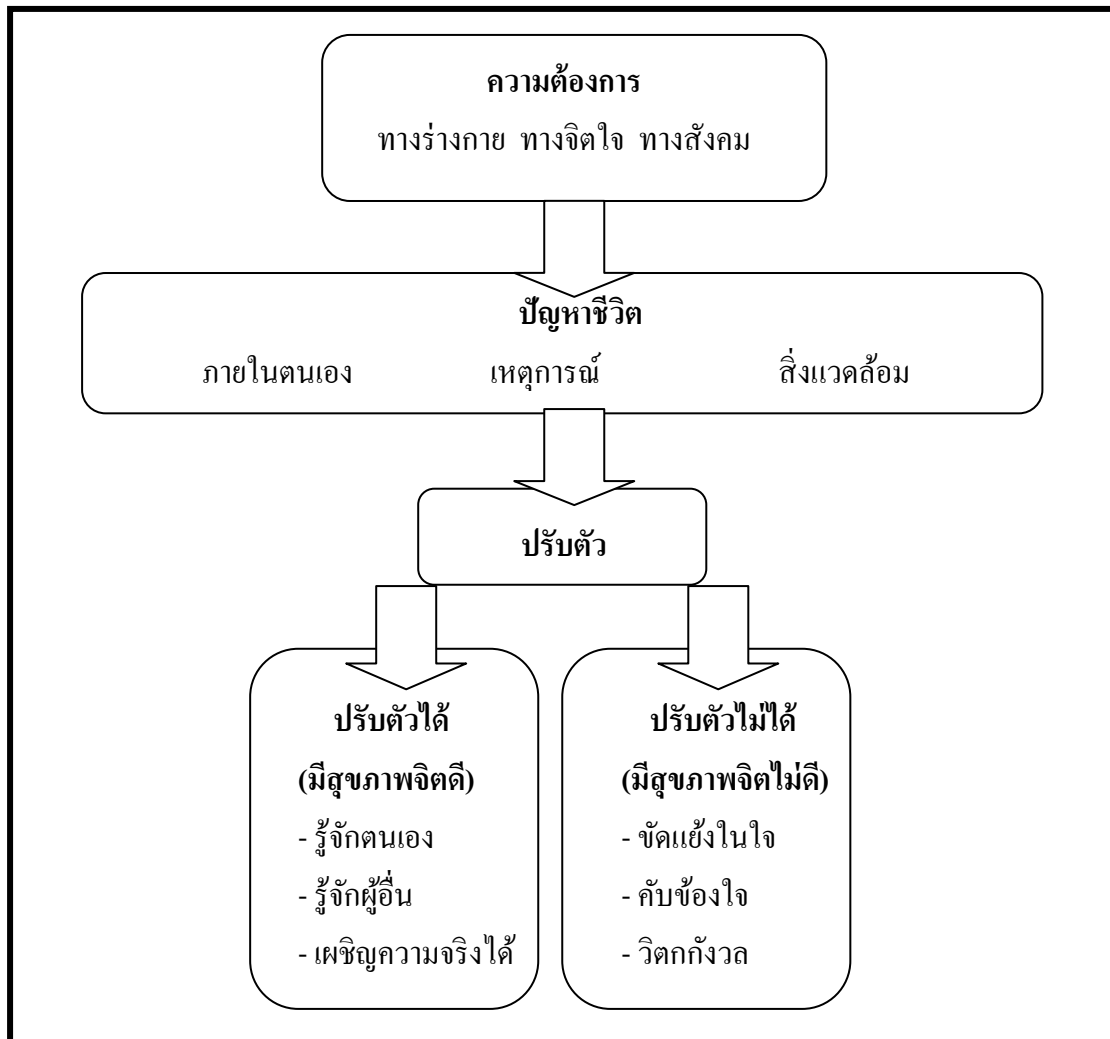 ความต้องการ
ทางร่างกาย ทางจิตใจ ทางสังคม
ปัญหาชีวิต
ภายในตนเอง เหตุการณ์ สิ่งแวดล้อม
ปรับตัว
ปรับตัวได้
(มีสุขภาพจิตดี)
- รู้จักตนเอง
- รู้จักผู้อื่น
- เผชิญความจริงได้
ปรับตัวไม่ได้
(มีสุขภาพจิตไม่ดี)
- ขัดแย้งในใจ
- คับข้องใจ
- วิตกกังวล